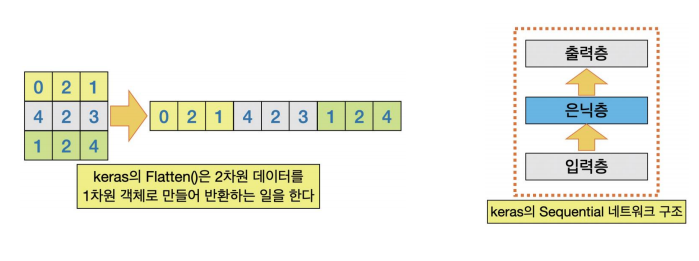 0 2 1
4 2 3
1 2 4
0 2 1 4 2 3 1 2 4
keras의 Flatten()은 2차원 데이터를
1차원 객체로 만들어 반환하는 일을 한다
출력층
은닉층
입력층
keras의 Sequential 네트워크 구조